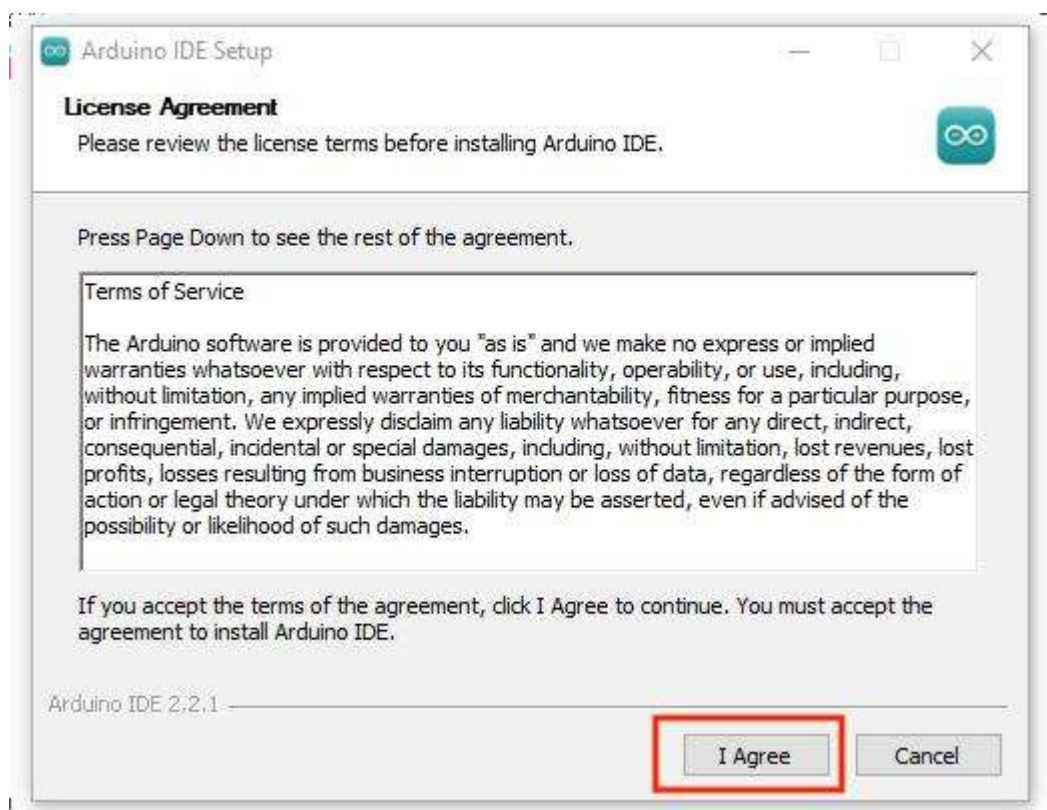 Arduino IDE Setup
License Agreement
Please review the license terms before installing Arduino IDE.
Press Page Down to see the rest of the agreement.
Terms of Service
The Arduino software is provided to you "as is" and we make no express or implied
warranties whatsoever with respect to its functionality, operability, or use, including,
without limitation, any implied warranties of merchantability, fitness for a particular purpose,
or infringement. We expressly disclaim any liability whatsoever for any direct, indirect,
consequential, incidental or special damages, including, without limitation, lost revenues, lost
profits, losses resulting from business interruption or loss of data, regardless of the form of
action or legal theory under which the liability may be asserted, even if advised of the
possibility or likelihood of such damages.
If you accept the terms of the agreement, click I Agree to continue. You must accept the
agreement to install Arduino IDE.
Arduino IDE 2.2.1
I Agree Cancel